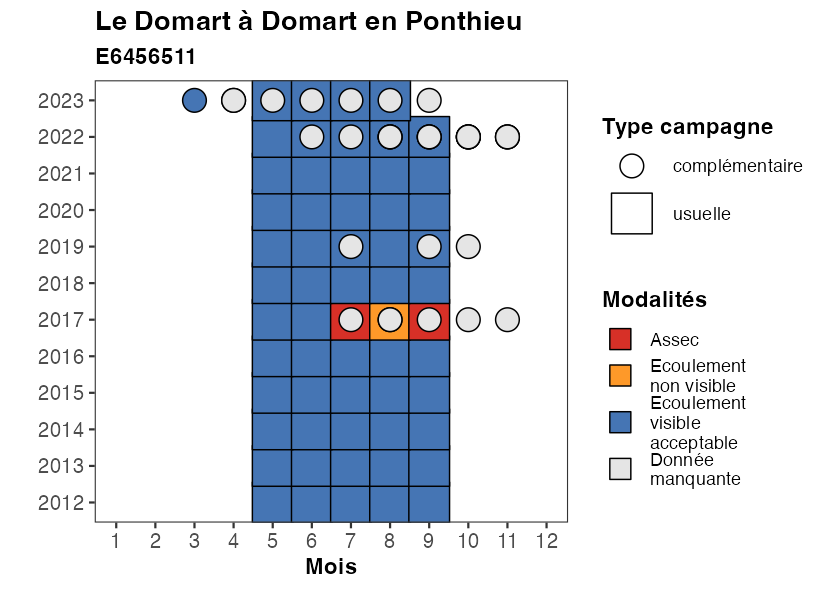 Le Domart à Domart en Ponthieu
E6456511
2023
2022
2021
2020
2019
2018
2017
2016
2015
2014
2013
2012
1 2 3 4 5 6 7 8 9 10 11 12
Mois
Type campagne
complémentaire
usuelle
Modalités
Assec
Ecoulement
non visible
Ecoulement
visible
acceptable
Donnée
manquante